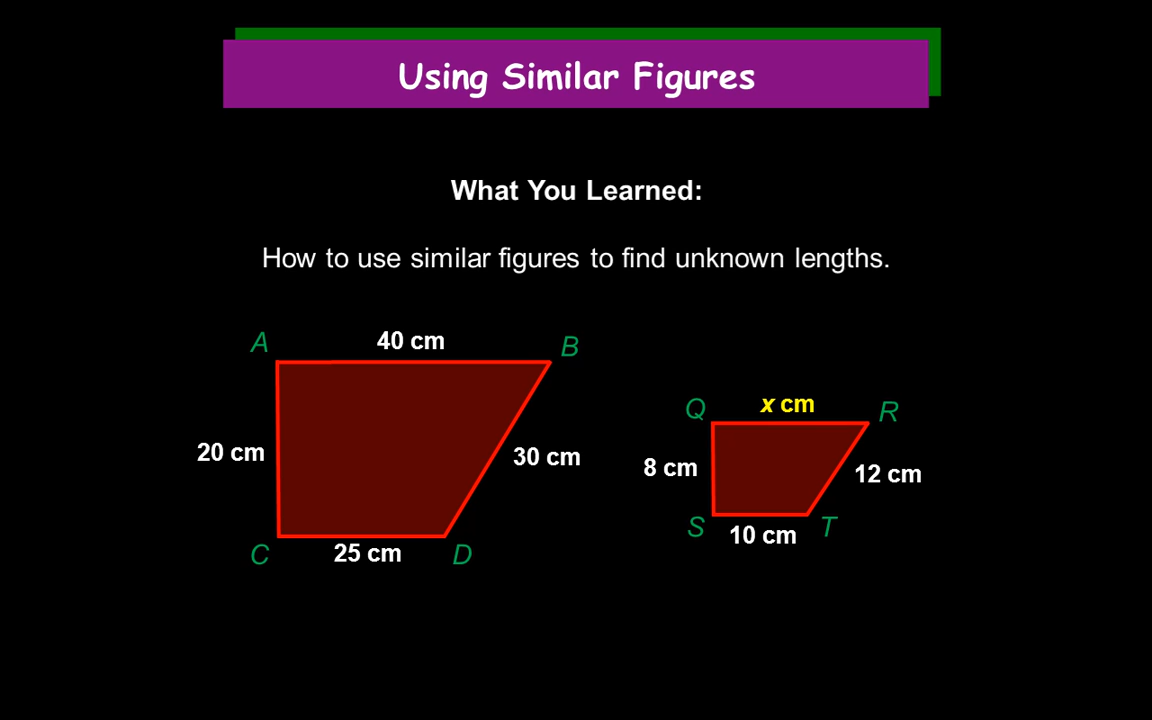 Using Similar Figures
What You Learned:
How to use similar figures to find unknown lengths.
A
40 cm
B
20 cm
30 cm
C
25 cm
D
Q
x cm
R
8 cm
12 cm
S
10 cm
T